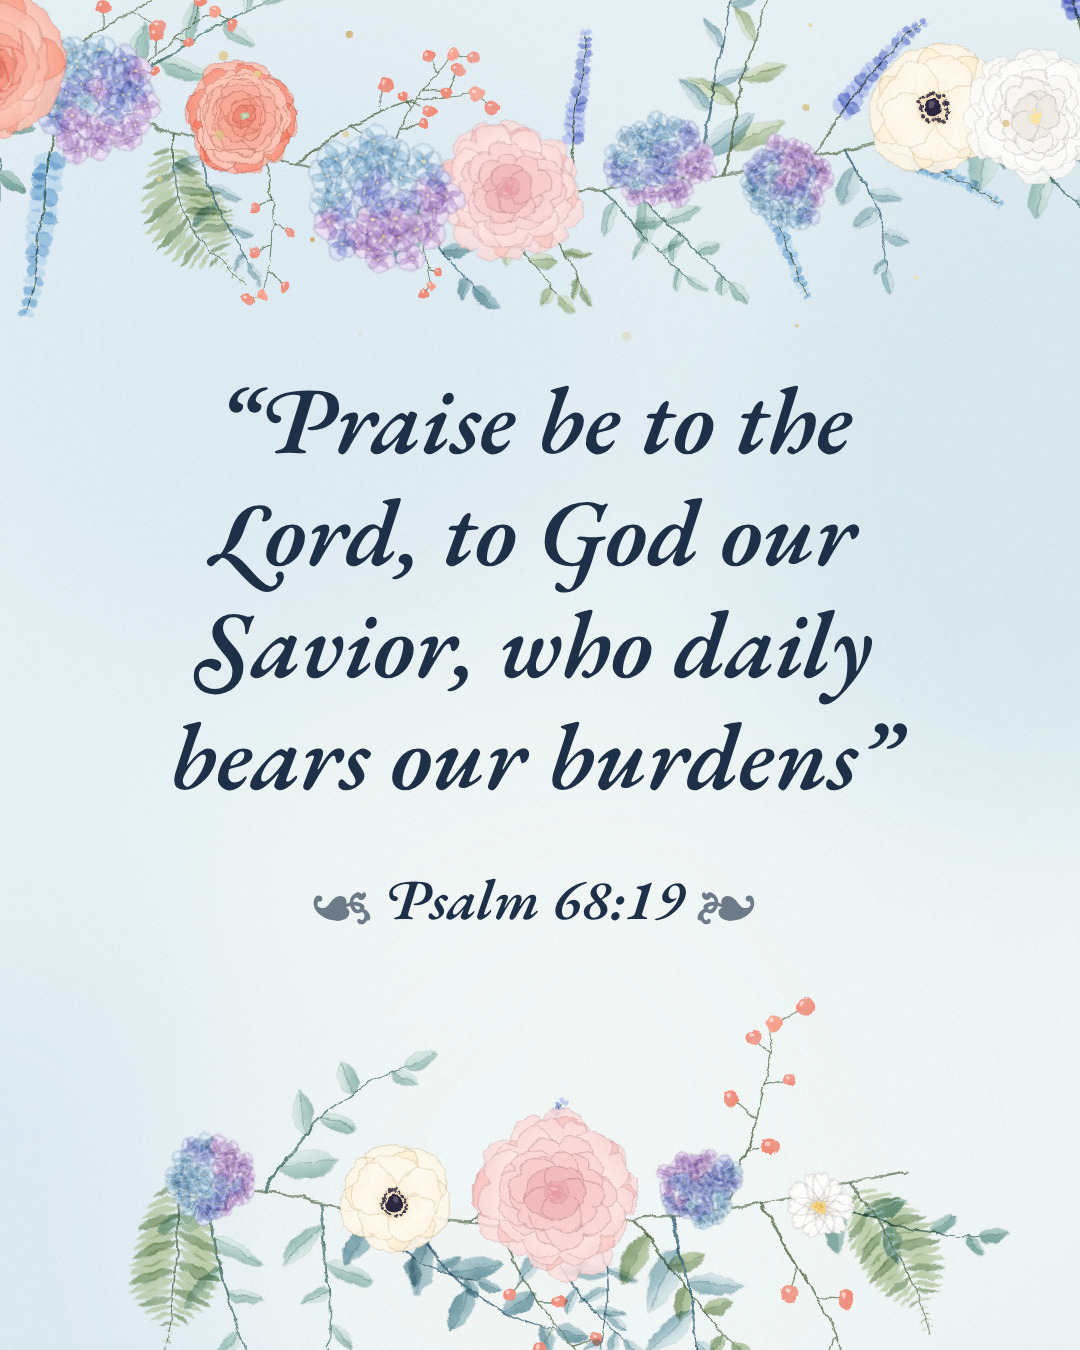 “Praise be to the
Lord, to God our
Savior, who daily
bears our burdens”
Psalm 68:19